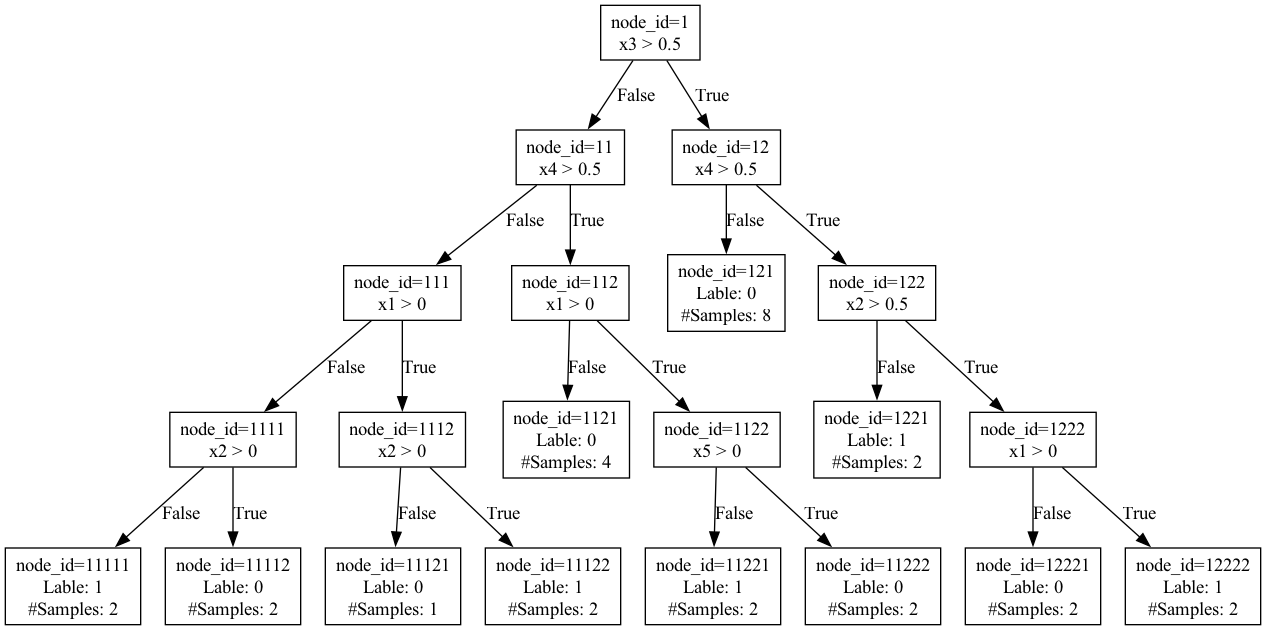 node_id=1
x3 > 0.5
False
True
node_id=11
x4 > 0.5
node_id=12
x4 > 0.5
False
True
False
True
node_id=111
x1 > 0
node_id=112
x1 > 0
node_id=121
Lable: 0
#Samples: 8
node_id=122
x2 > 0.5
False
True
False
True
False
True
node_id=1111
x2 > 0
node_id=1112
x2 > 0
node_id=1121
Lable: 0
#Samples: 4
node_id=1122
x5 > 0
node_id=1221
Lable: 1
#Samples: 2
node_id=1222
x1 > 0
False
True
False
True
False
True
False
True
node_id=11111
Lable: 1
#Samples: 2
node_id=11112
Lable: 0
#Samples: 2
node_id=11121
Lable: 0
#Samples: 1
node_id=11122
Lable: 1
#Samples: 2
node_id=11221
Lable: 1
#Samples: 2
node_id=11222
Lable: 0
#Samples: 2
node_id=12221
Lable: 0
#Samples: 2
node_id=12222
Lable: 1
#Samples: 2